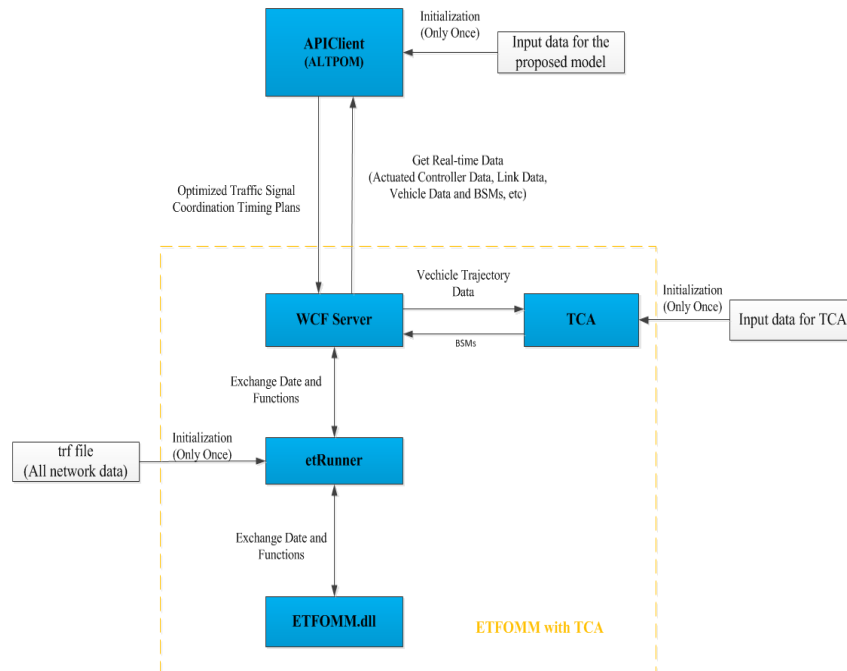 Initialization
(Only Once)
APIClient
(ALTPOM)
Input data for the
proposed model
Get Real-time Data
(Actuated Controller Data, Link Data,
Vehicle Data and BSMs, etc)
Optimized Traffic Signal
Coordination Timing Plans
Vechicle Trajectory
Data
Initialization
(Only Once)
WCF Server
TCA
Input data for TCA
BSMs
Exchange Date and
Functions
trf file
(All network data)
Initialization
(Only Once)
etRunner
Exchange Date and
Functions
ETFOMM.dll
ETFOMM with TCA